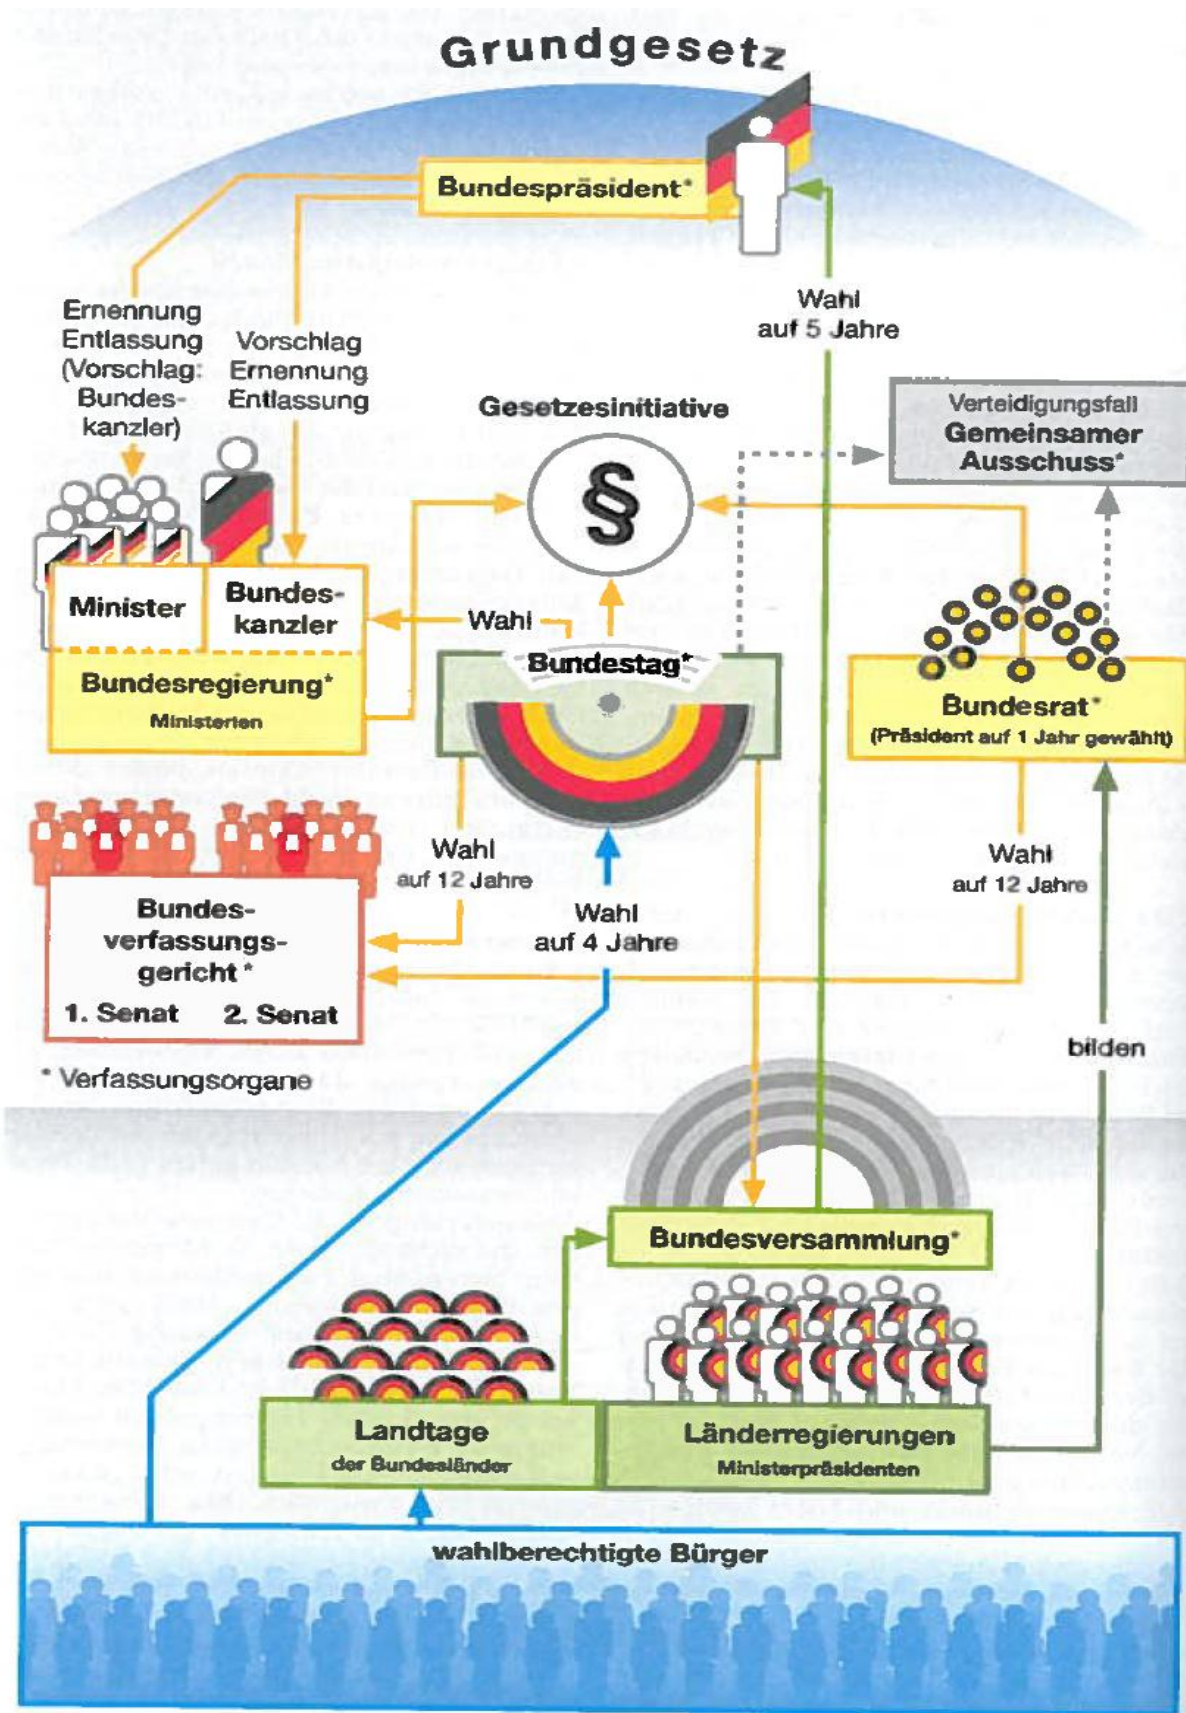 Grundgesetz
Bundespräsident*
Wahl
auf 5 Jahre
Ernennung
Entlassung
(Vorschlag:
Bundes-
kanzler)
Vorschlag
Ernennung
Entlassung
Gesetzesinitiative
§
Verteidigungsfall
Gemeinsamer
Ausschuss*
Minister
Bundes-
kanzler
Wahl
Bundestag*
Bundesregierung*
Ministerien
Bundesrat*
(Präsident auf 1 Jahr gewählt)
Wahl
auf 12 Jahre
Wahl
auf 4 Jahre
Wahl
auf 12 Jahre
Bundes-
verfassungs-
gericht*
1. Senat 2. Senat
* Verfassungsorgane
bilden
Bundesversammlung*
Landtage
der Bundesländer
Länderregierungen
Ministerpräsidenten
wahlberechtigte Bürger